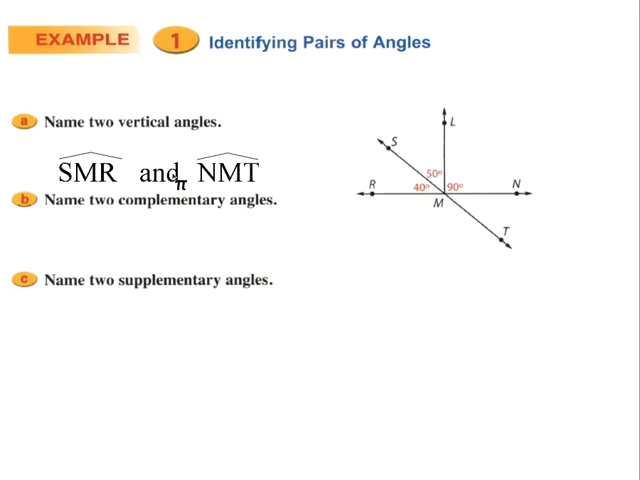 EXAMPLE 1 Identifying Pairs of Angles
a Name two vertical angles.
SMR and NMT
π
b Name two complementary angles.
c Name two supplementary angles.
L
S
50°
R 40° 90° N
M
T